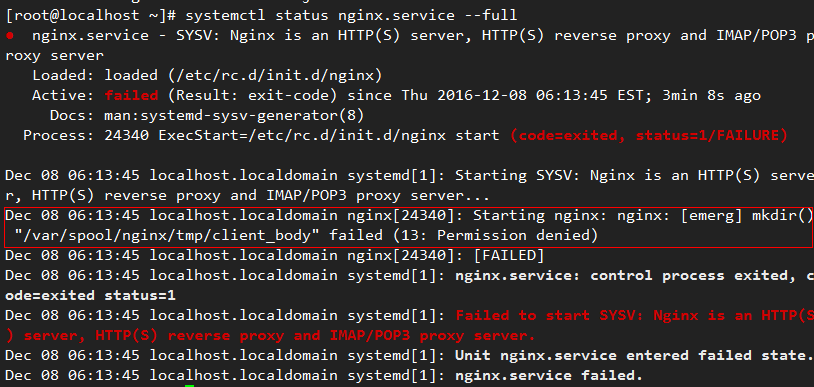 [root@localhost ~]# systemctl status nginx.service --full
● nginx.service - SYSV: Nginx is an HTTP(S) server, HTTP(S) reverse proxy and IMAP/POP3 p
roxy server
Loaded: loaded (/etc/rc.d/init.d/nginx)
Active: failed (Result: exit-code) since Thu 2016-12-08 06:13:45 EST; 3min 8s ago
Docs: man:systemd-sysv-generator(8)
Process: 24340 ExecStart=/etc/rc.d/init.d/nginx start (code=exited, status=1/FAILURE)
Dec 08 06:13:45 localhost.localdomain systemd[1]: Starting SYSV: Nginx is an HTTP(S) serve
r, HTTP(S) reverse proxy and IMAP/POP3 proxy server...
Dec 08 06:13:45 localhost.localdomain nginx[24340]: Starting nginx: nginx: [emerg] mkdir()
"/var/spool/nginx/tmp/client_body" failed (13: Permission denied)
Dec 08 06:13:45 localhost.localdomain nginx[24340]: [FAILED]
Dec 08 06:13:45 localhost.localdomain systemd[1]: nginx.service: control process exited, c
ode=exited status=1
Dec 08 06:13:45 localhost.localdomain systemd[1]: Failed to start SYSV: Nginx is an HTTP(S
) server, HTTP(S) reverse proxy and IMAP/POP3 proxy server.
Dec 08 06:13:45 localhost.localdomain systemd[1]: Unit nginx.service entered failed state.
Dec 08 06:13:45 localhost.localdomain systemd[1]: nginx.service failed.